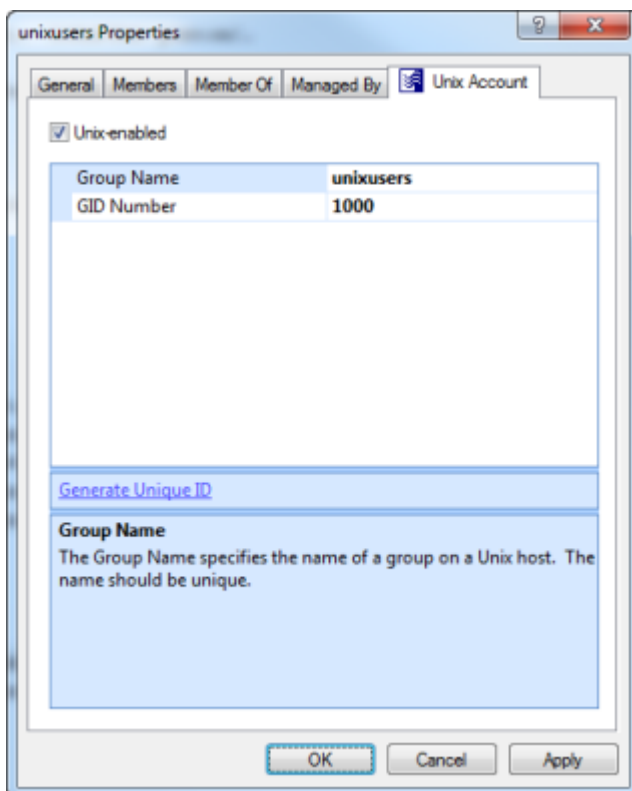 unixusers Properties
General Members Member Of Managed By Unix Account
Unix-enabled
Group Name unixusers
GID Number 1000
Generate Unique ID
Group Name
The Group Name specifies the name of a group on a Unix host. The
name should be unique.
OK Cancel Apply